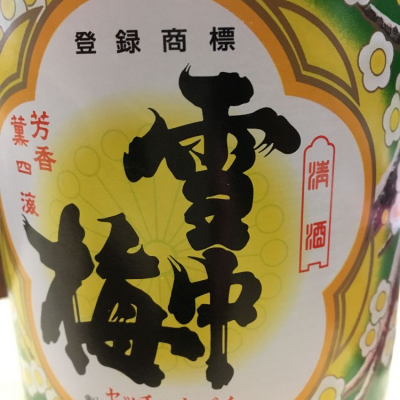 登録商標
清酒
雪中梅
芳香
薫四海